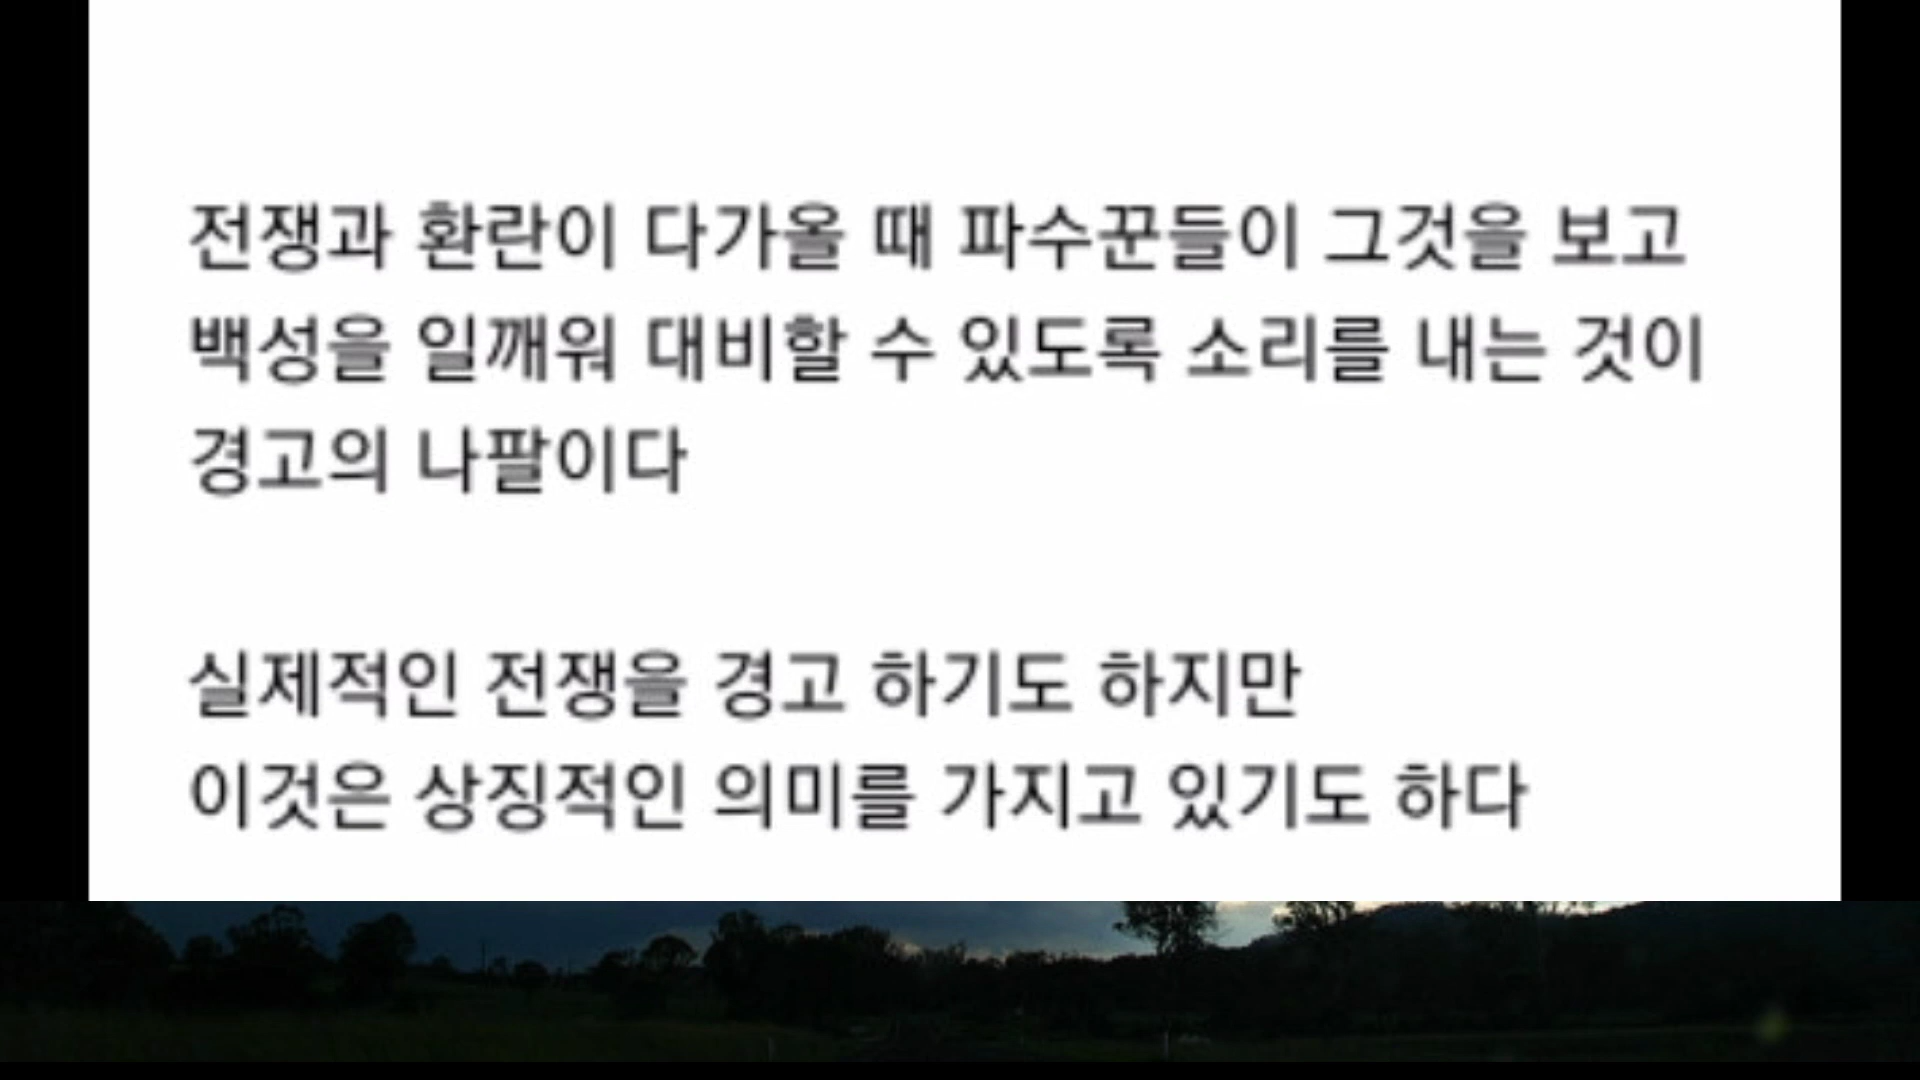 전쟁과 환란이 다가올 때 파수꾼들이 그것을 보고
백성을 일깨워 대비할 수 있도록 소리를 내는 것이
경고의 나팔이다
실제적인 전쟁을 경고 하기도 하지만
이것은 상징적인 의미를 가지고 있기도 하다